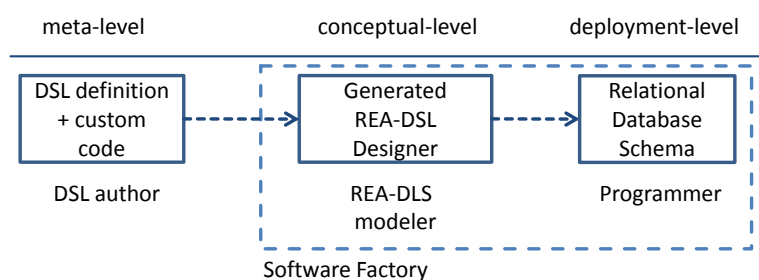 meta-level
conceptual-level
deployment-level
DSL definition
+ custom
code
Generated
REA-DSL
Designer
Relational
Database
Schema
DSL author
REA-DLS
modeler
Programmer
Software Factory